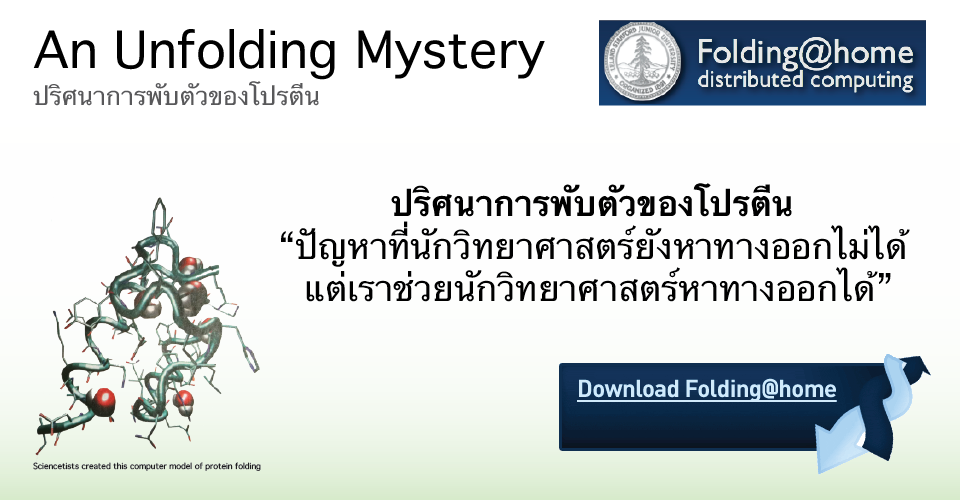 An Unfolding Mystery
ปริศนาการพับตัวของโปรตีน
LELAND STANFORD JUNIOR UNIVERSITY
ORGANIZED 1891
Folding@home
distributed computing
ปริศนาการพับตัวของโปรตีน
“ปัญหาที่นักวิทยาศาสตร์ยังหาทางออกไม่ได้
แต่เราช่วยนักวิทยาศาสตร์หาทางออกได้”
Download Folding@home
Sciencetists created this computer model of protein folding